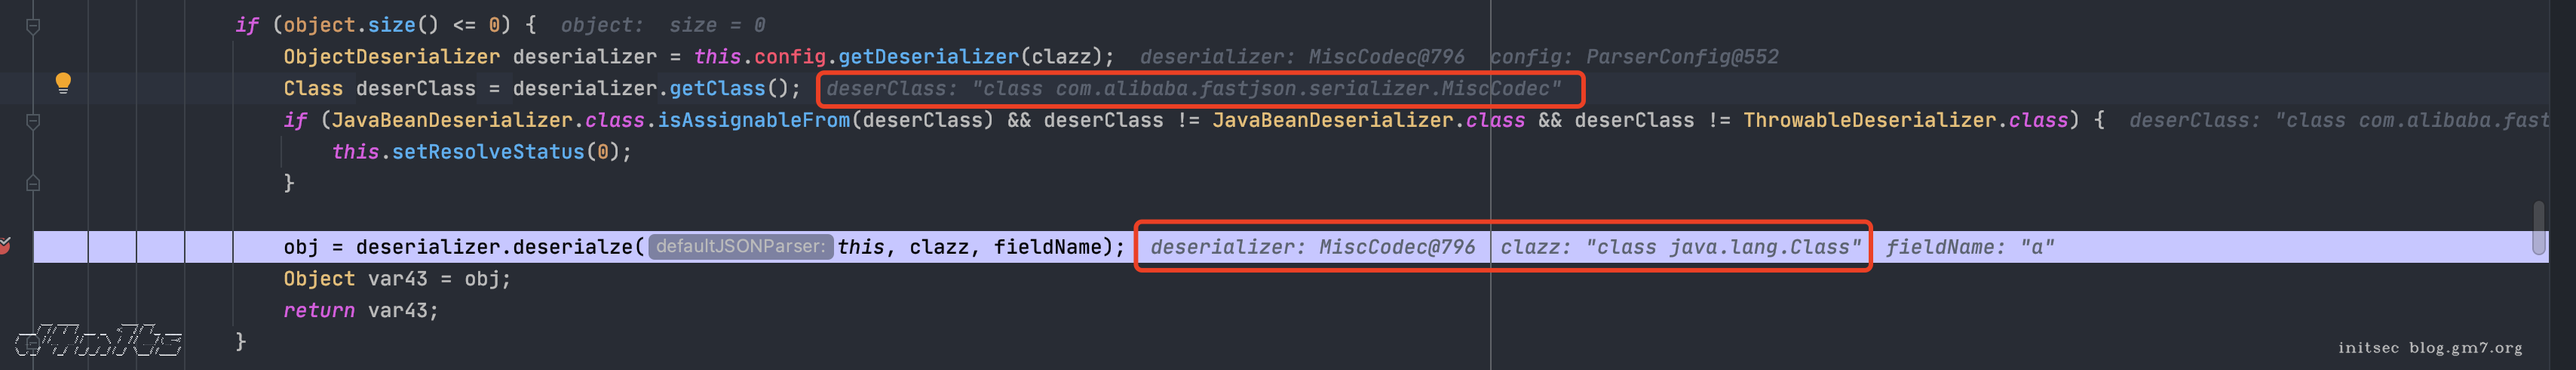 if (object.size() <= 0) {  object:  size = 0
ObjectDeserializer deserializer = this.config.getDeserializer(clazz);  deserializer: MiscCodec@796  config: ParserConfig@552
Class deserClass = deserializer.getClass();  deserClass: "class com.alibaba.fastjson.serializer.MiscCodec"
if (JavaBeanDeserializer.class.isAssignableFrom(deserClass) && deserClass != JavaBeanDeserializer.class && deserClass != ThrowableDeserializer.class) {  deserClass: "class com.alibaba.fast
this.setResolveStatus(0);
}
obj = deserializer.deserialze( defaultJSONParser: this, clazz, fieldName);  deserializer: MiscCodec@796  clazz: "class java.lang.Class"  fieldName: "a"
Object var43 = obj;
return var43;
}
initsec blog.gm7.org